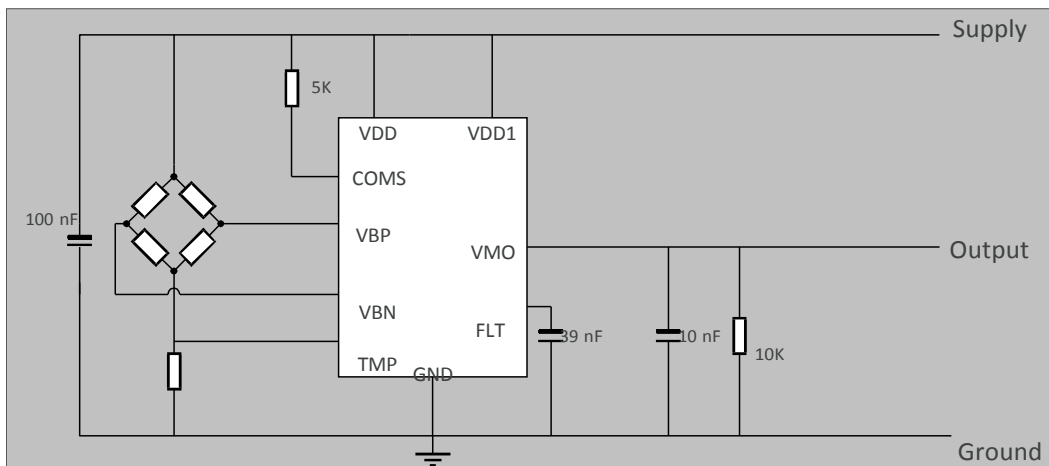 Supply
5K
VDD
VDD1
COMS
100 nF
VBP
VMO
Output
VBN
FLT
39 nF
10 nF
10K
TMP
GND
Ground